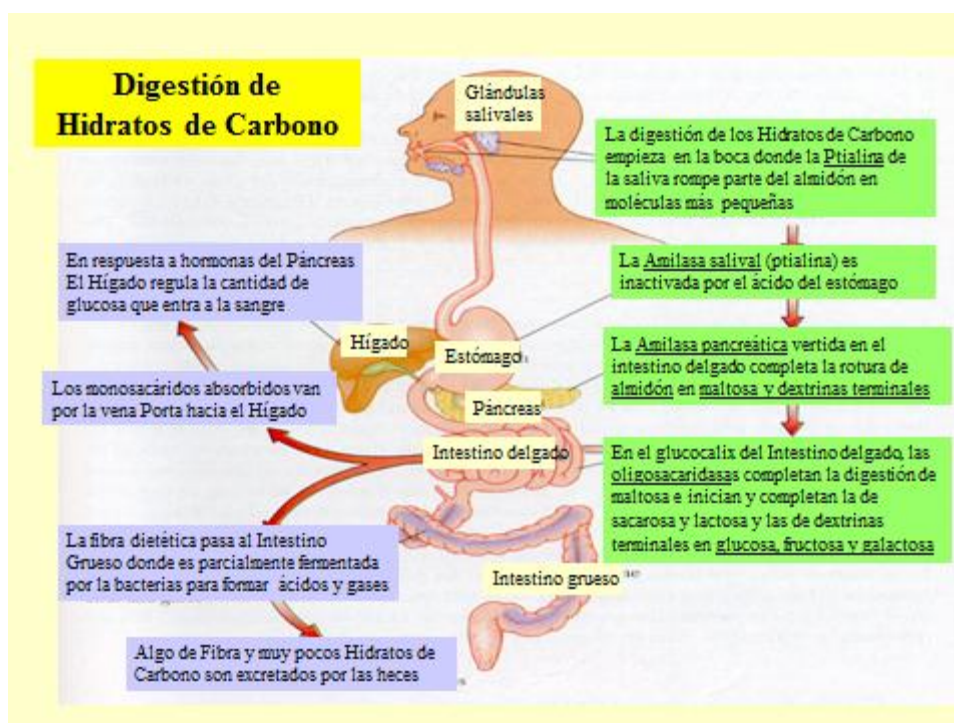 Digestión de
Hidratos de Carbono
Glándulas
salivales
La digestión de los Hidratos de Carbono
empieza en la boca donde la Ptialina de
la saliva rompe parte del almidón en
moléculas más pequeñas
La Amilasa salival (ptialina) es
inactivada por el ácido del estómago
La Amilasa pancreática vertida en el
intestino delgado completa la rotura de
almidón en maltosa y dextrinas terminales
En el glucocalix del Intestino delgado, las
oligosacaridasas completan la digestión de
maltosa e inician y completan la de
sacarosa y lactosa y las de dextrinas
terminales en glucosa, fructosa y galactosa
En respuesta a hormonas del Páncreas
El Hígado regula la cantidad de
glucosa que entra a la sangre
Hígado
Estómago
Páncreas
Los monosacáridos absorbidos van
por la vena Porta hacia el Hígado
Intestino delgado
La fibra dietética pasa al Intestino
Grueso donde es parcialmente fermentada
por la bacterias para formar ácidos y gases
Intestino grueso
Algo de Fibra y muy pocos Hidratos de
Carbono son excretados por las heces